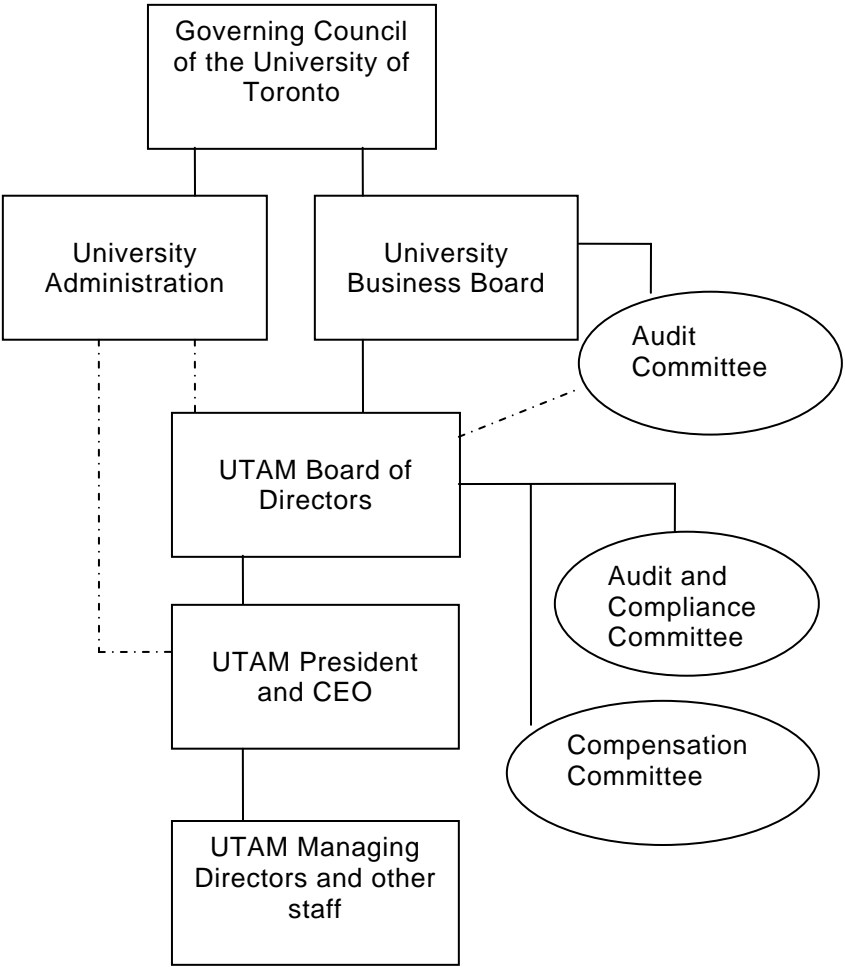 Governing Council
of the University of
Toronto
University
Administration
University
Business Board
Audit
Committee
UTAM Board of
Directors
Audit and
Compliance
Committee
UTAM President
and CEO
Compensation
Committee
UTAM Managing
Directors and other
staff